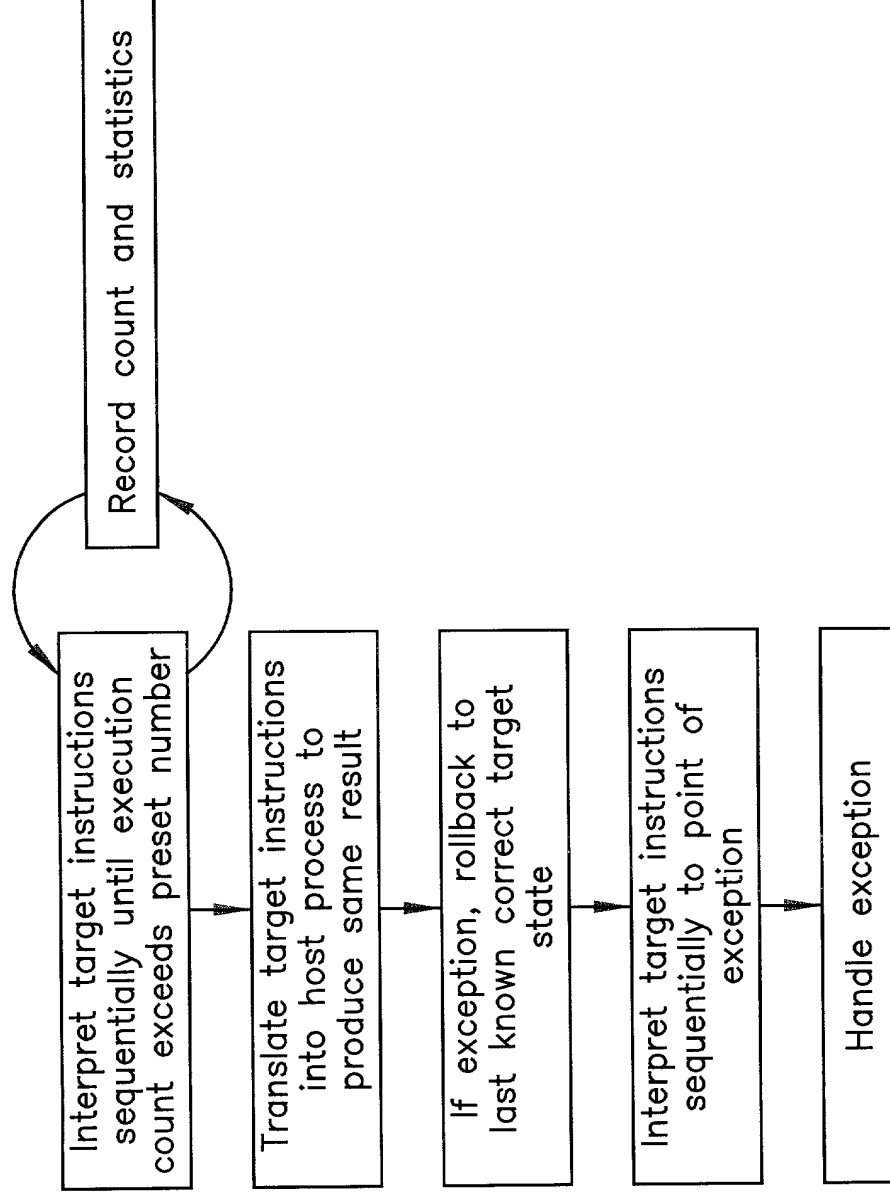 Interpret target instructions
sequentially until execution
count exceeds preset number
Record count and statistics
Translate target instructions
into host process to
produce same result
If exception, rollback to
last known correct target
state
Interpret target instructions
sequentially to point of
exception
Handle exception